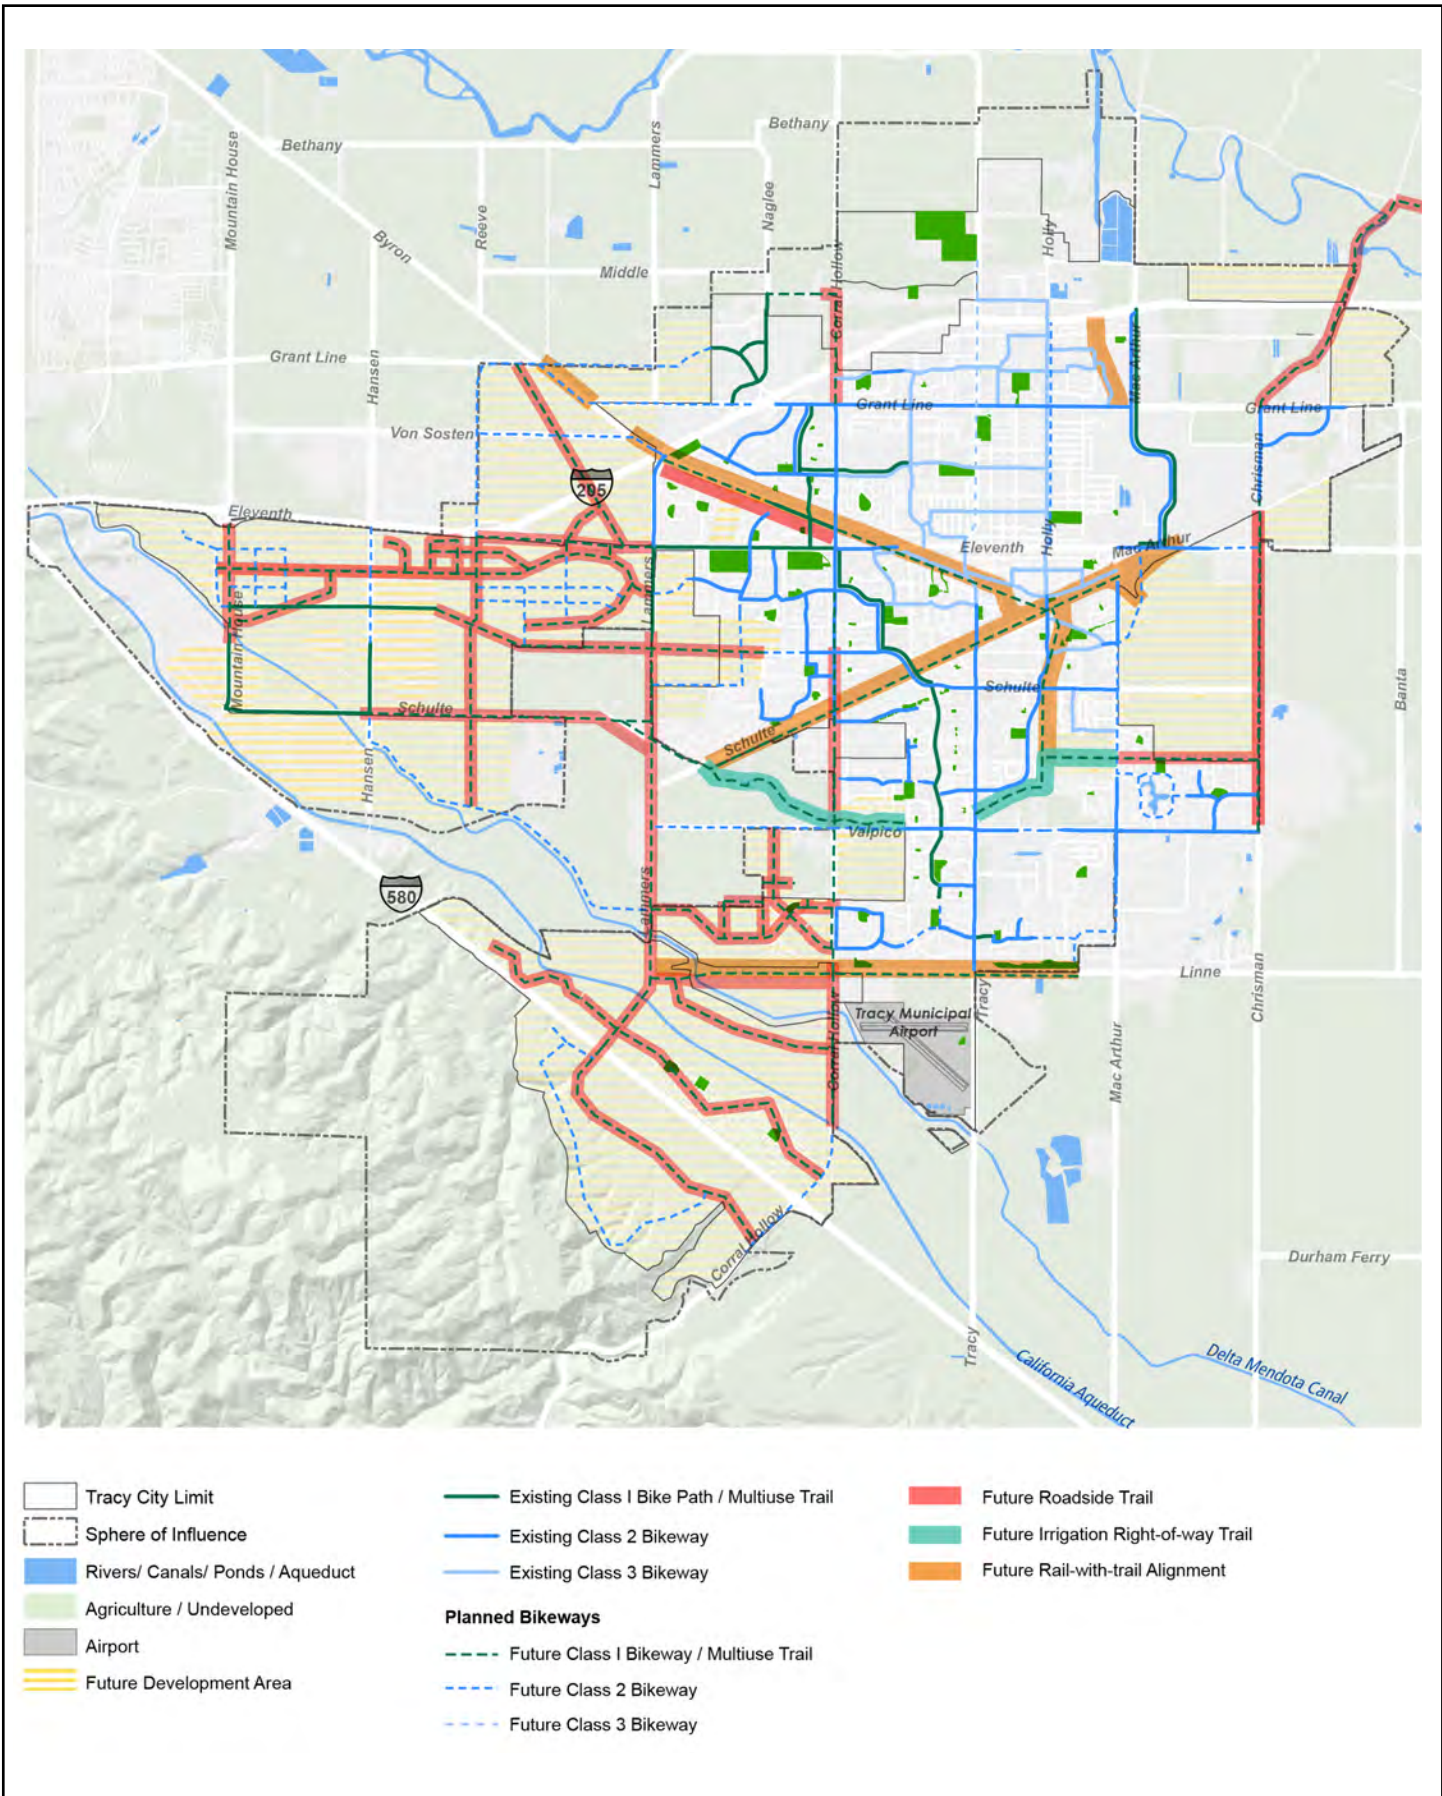 Bethany
Bethany
Mountain House
Lammers
Naglee
Reeve
Byron
Middle
Holly
Corral Hollow
Grant Line
Hansen
Mac Arthur
Grant Line
Grant Line
Von Sosten
Chrisman
205
Eleventh
Eleventh
Holly
Mac Arthur
Lammers
Mountain House
Schulte
Schulte
Schulte
Banta
Hansen
Valpico
580
Lammers
Linne
Chrisman
Tracy
Tracy Municipal
Airport
Corral Hollow
Mac Arthur
Corral Hollow
Durham Ferry
Tracy
California Aqueduct
Delta Mendota Canal
Tracy City Limit
Sphere of Influence
Rivers/ Canals/ Ponds / Aqueduct
Agriculture / Undeveloped
Airport
Future Development Area
Existing Class I Bike Path / Multiuse Trail
Existing Class 2 Bikeway
Existing Class 3 Bikeway
Planned Bikeways
Future Class I Bikeway / Multiuse Trail
Future Class 2 Bikeway
Future Class 3 Bikeway
Future Roadside Trail
Future Irrigation Right-of-way Trail
Future Rail-with-trail Alignment